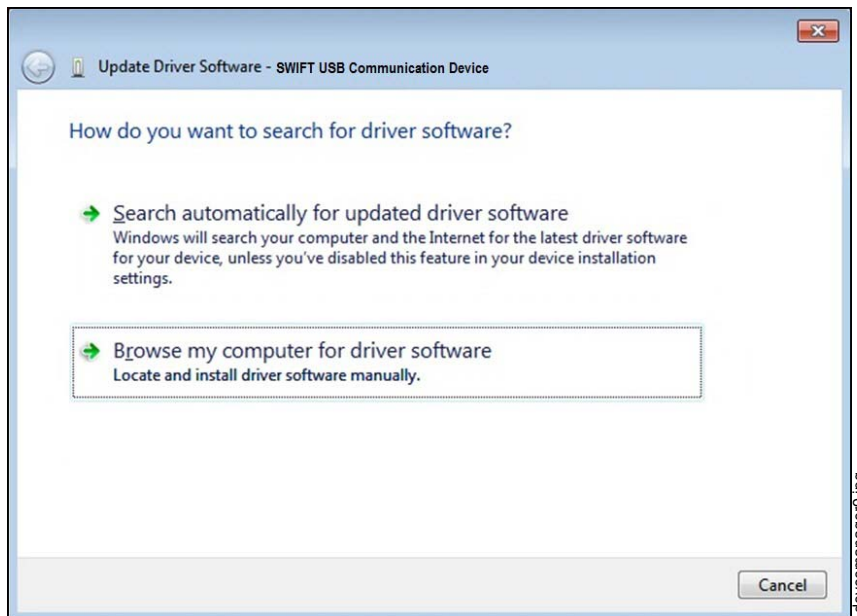 Update Driver Software - SWIFT USB Communication Device
How do you want to search for driver software?
Search automatically for updated driver software
Windows will search your computer and the Internet for the latest driver software
for your device, unless you've disabled this feature in your device installation
settings.
Browse my computer for driver software
Locate and install driver software manually.
Cancel